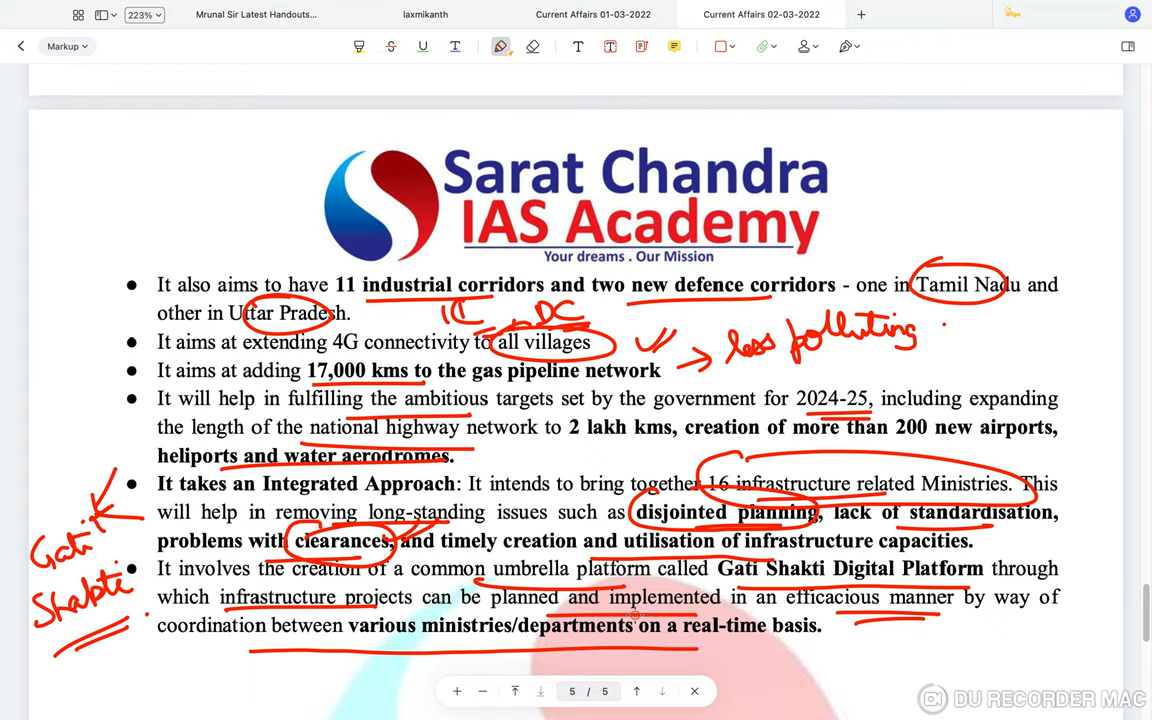 223%
Mrunal Sir Latest Handouts...
laxmikanth
Current Affairs 01-03-2022
Current Affairs 02-03-2022
Markup
Sarat Chandra
IAS Academy
Your dreams . Our Mission
● It also aims to have 11 industrial corridors and two new defence corridors - one in Tamil Nadu and
other in Uttar Pradesh.
IC DC
● It aims at extending 4G connectivity to all villages
→ less polluting
● It aims at adding 17,000 kms to the gas pipeline network
● It will help in fulfilling the ambitious targets set by the government for 2024-25, including expanding
the length of the national highway network to 2 lakh kms, creation of more than 200 new airports,
heliports and water aerodromes.
● It takes an Integrated Approach: It intends to bring together 16 infrastructure related Ministries. This
will help in removing long-standing issues such as disjointed planning, lack of standardisation,
problems with clearances, and timely creation and utilisation of infrastructure capacities.
Gati
Shakti
● It involves the creation of a common umbrella platform called Gati Shakti Digital Platform through
which infrastructure projects can be planned and implemented in an efficacious manner by way of
coordination between various ministries/departments on a real-time basis.
5 / 5
DU RECORDER MAC